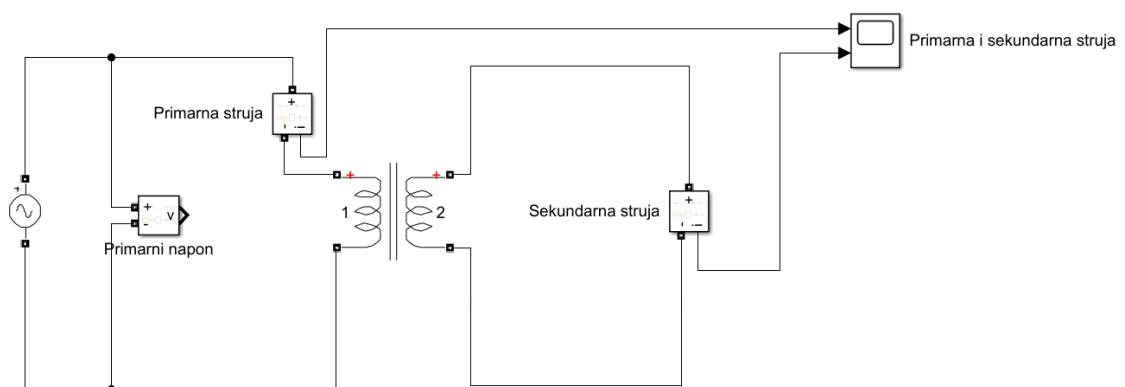 Primarna i sekundarna struja
Primarna struja
+
i
+
+
+
+
v
-
1
2
Sekundarna struja
+
i
Primarni napon